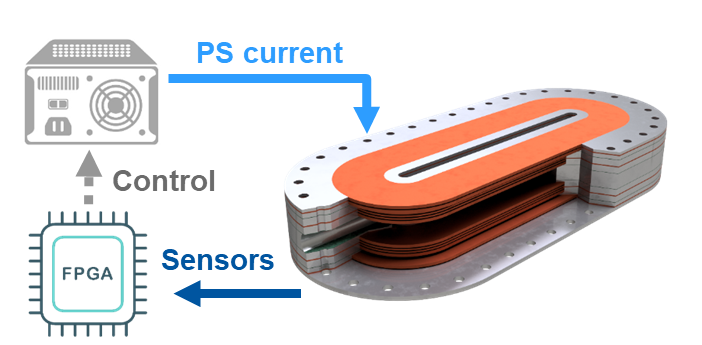 PS current
Control
FPGA
Sensors